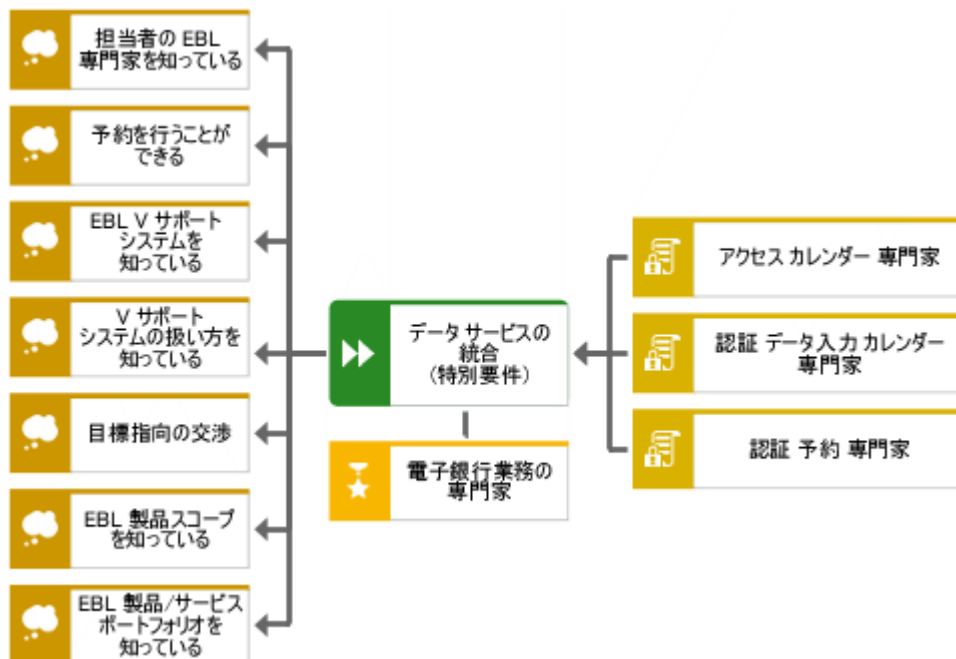 担当者の EBL
専門家を知っている
予約を行うことが
できる
EBL V サポート
システムを
知っている
V サポート
システムの扱い方を
知っている
目標指向の交渉
EBL 製品スコープ
を知っている
EBL 製品/サービス
ポートフォリオを
知っている
データ サービスの
統合
(特別要件)
電子銀行業務の
専門家
アクセス カレンダー 専門家
認証 データ入力 カレンダー
専門家
認証 予約 専門家